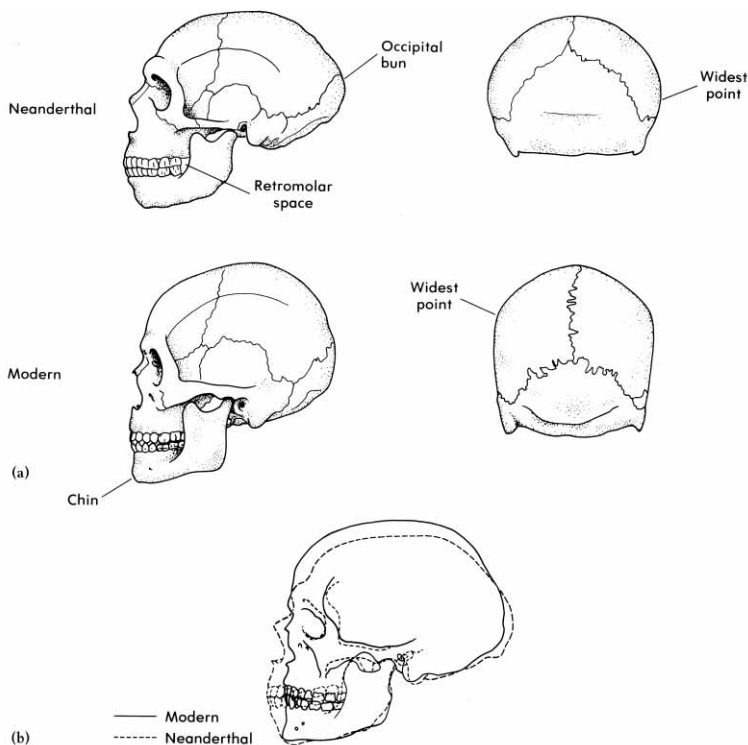 Occipital
bun
Widest
point
Neanderthal
Retromolar
space
Widest
point
Modern
(a)
Chin
Modern
Neanderthal
(b)